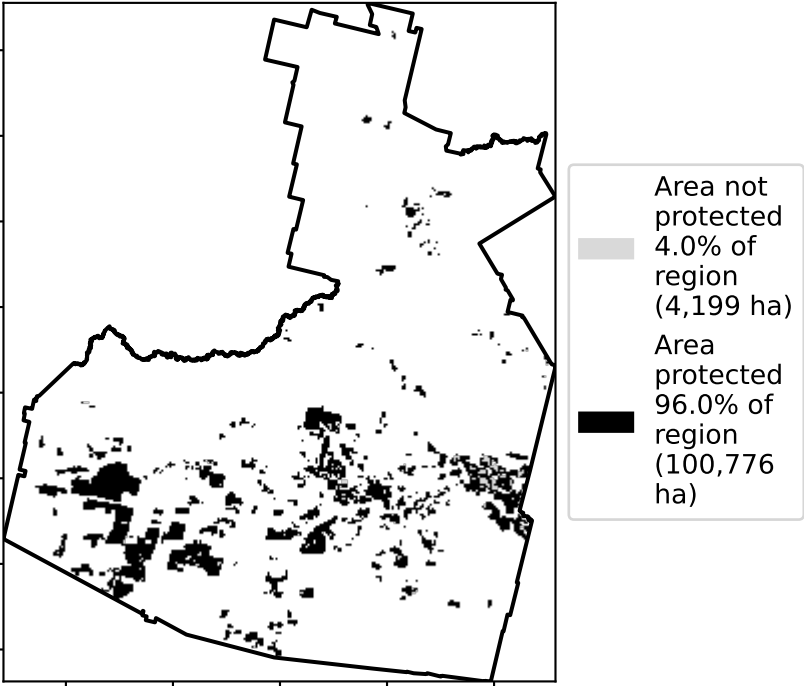 Area not
protected
4.0% of
region
(4,199 ha)
Area
protected
96.0% of
region
(100,776
ha)